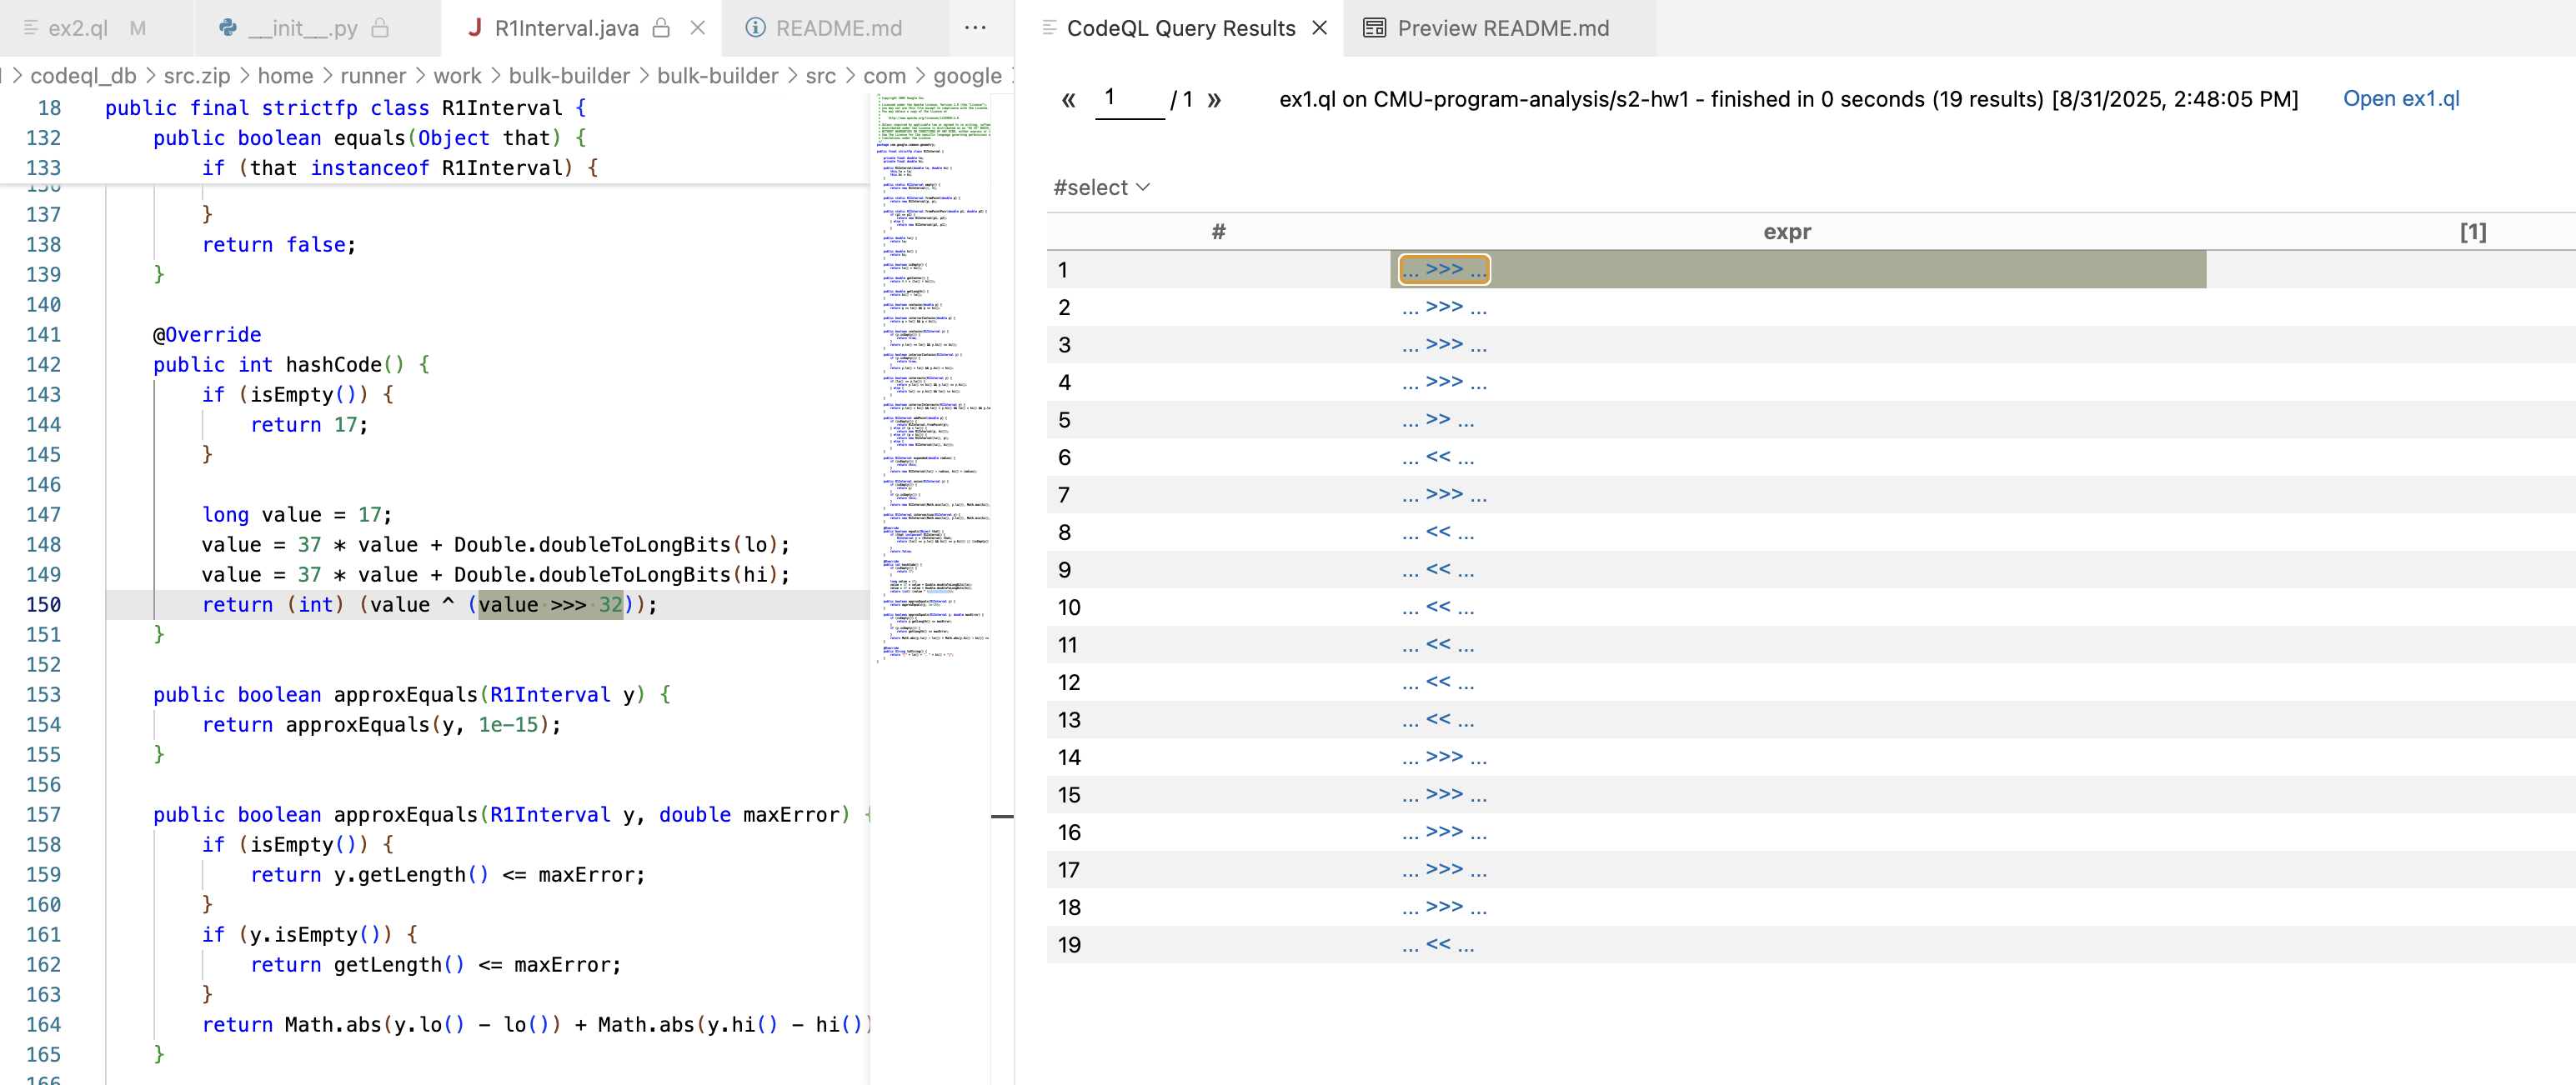 ex2.ql M
__init__.py
J R1Interval.java
README.md
...
codeql_db > src.zip > home > runner > work > bulk-builder > bulk-builder > src > com > google
18 public final strictfp class R1Interval {
132 public boolean equals(Object that) {
133 if (that instanceof R1Interval) {
137 }
138 return false;
139 }
140
141 @Override
142 public int hashCode() {
143 if (isEmpty()) {
144 return 17;
145 }
146
147 long value = 17;
148 value = 37 * value + Double.doubleToLongBits(lo);
149 value = 37 * value + Double.doubleToLongBits(hi);
150 return (int) (value ^ (value >>> 32));
151 }
152
153 public boolean approxEquals(R1Interval y) {
154 return approxEquals(y, 1e-15);
155 }
156
157 public boolean approxEquals(R1Interval y, double maxError) {
158 if (isEmpty()) {
159 return y.getLength() <= maxError;
160 }
161 if (y.isEmpty()) {
162 return getLength() <= maxError;
163 }
164 return Math.abs(y.lo() - lo()) + Math.abs(y.hi() - hi())
165 }
166
CodeQL Query Results
Preview README.md
« 1 / 1 »
ex1.ql on CMU-program-analysis/s2-hw1 - finished in 0 seconds (19 results) [8/31/2025, 2:48:05 PM]
Open ex1.ql
#select
# expr [1]
1 ... >>> ...
2 ... >>> ...
3 ... >>> ...
4 ... >>> ...
5 ... >> ...
6 ... << ...
7 ... >>> ...
8 ... << ...
9 ... << ...
10 ... << ...
11 ... << ...
12 ... << ...
13 ... << ...
14 ... >>> ...
15 ... >>> ...
16 ... >>> ...
17 ... >>> ...
18 ... >>> ...
19 ... << ...